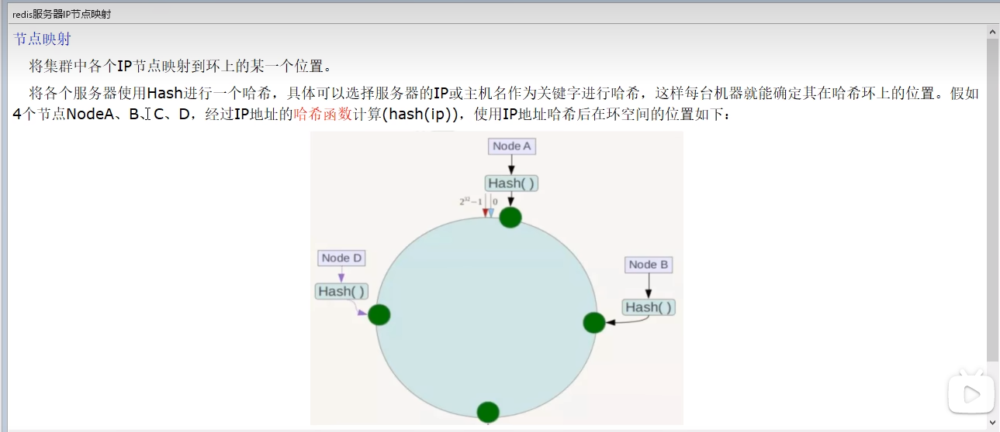 redis服务器IP节点映射
节点映射
将集群中各个IP节点映射到环上的某一个位置。
将各个服务器使用Hash进行一个哈希，具体可以选择服务器的IP或主机名作为关键字进行哈希，这样每台机器就能确定其在哈希环上的位置。假如
4个节点NodeA、B、C、D，经过IP地址的哈希函数计算(hash(ip))，使用IP地址哈希后在环空间的位置如下：
Node A
Hash( )
2³²−1 0
Node D
Hash( )
Node B
Hash( )